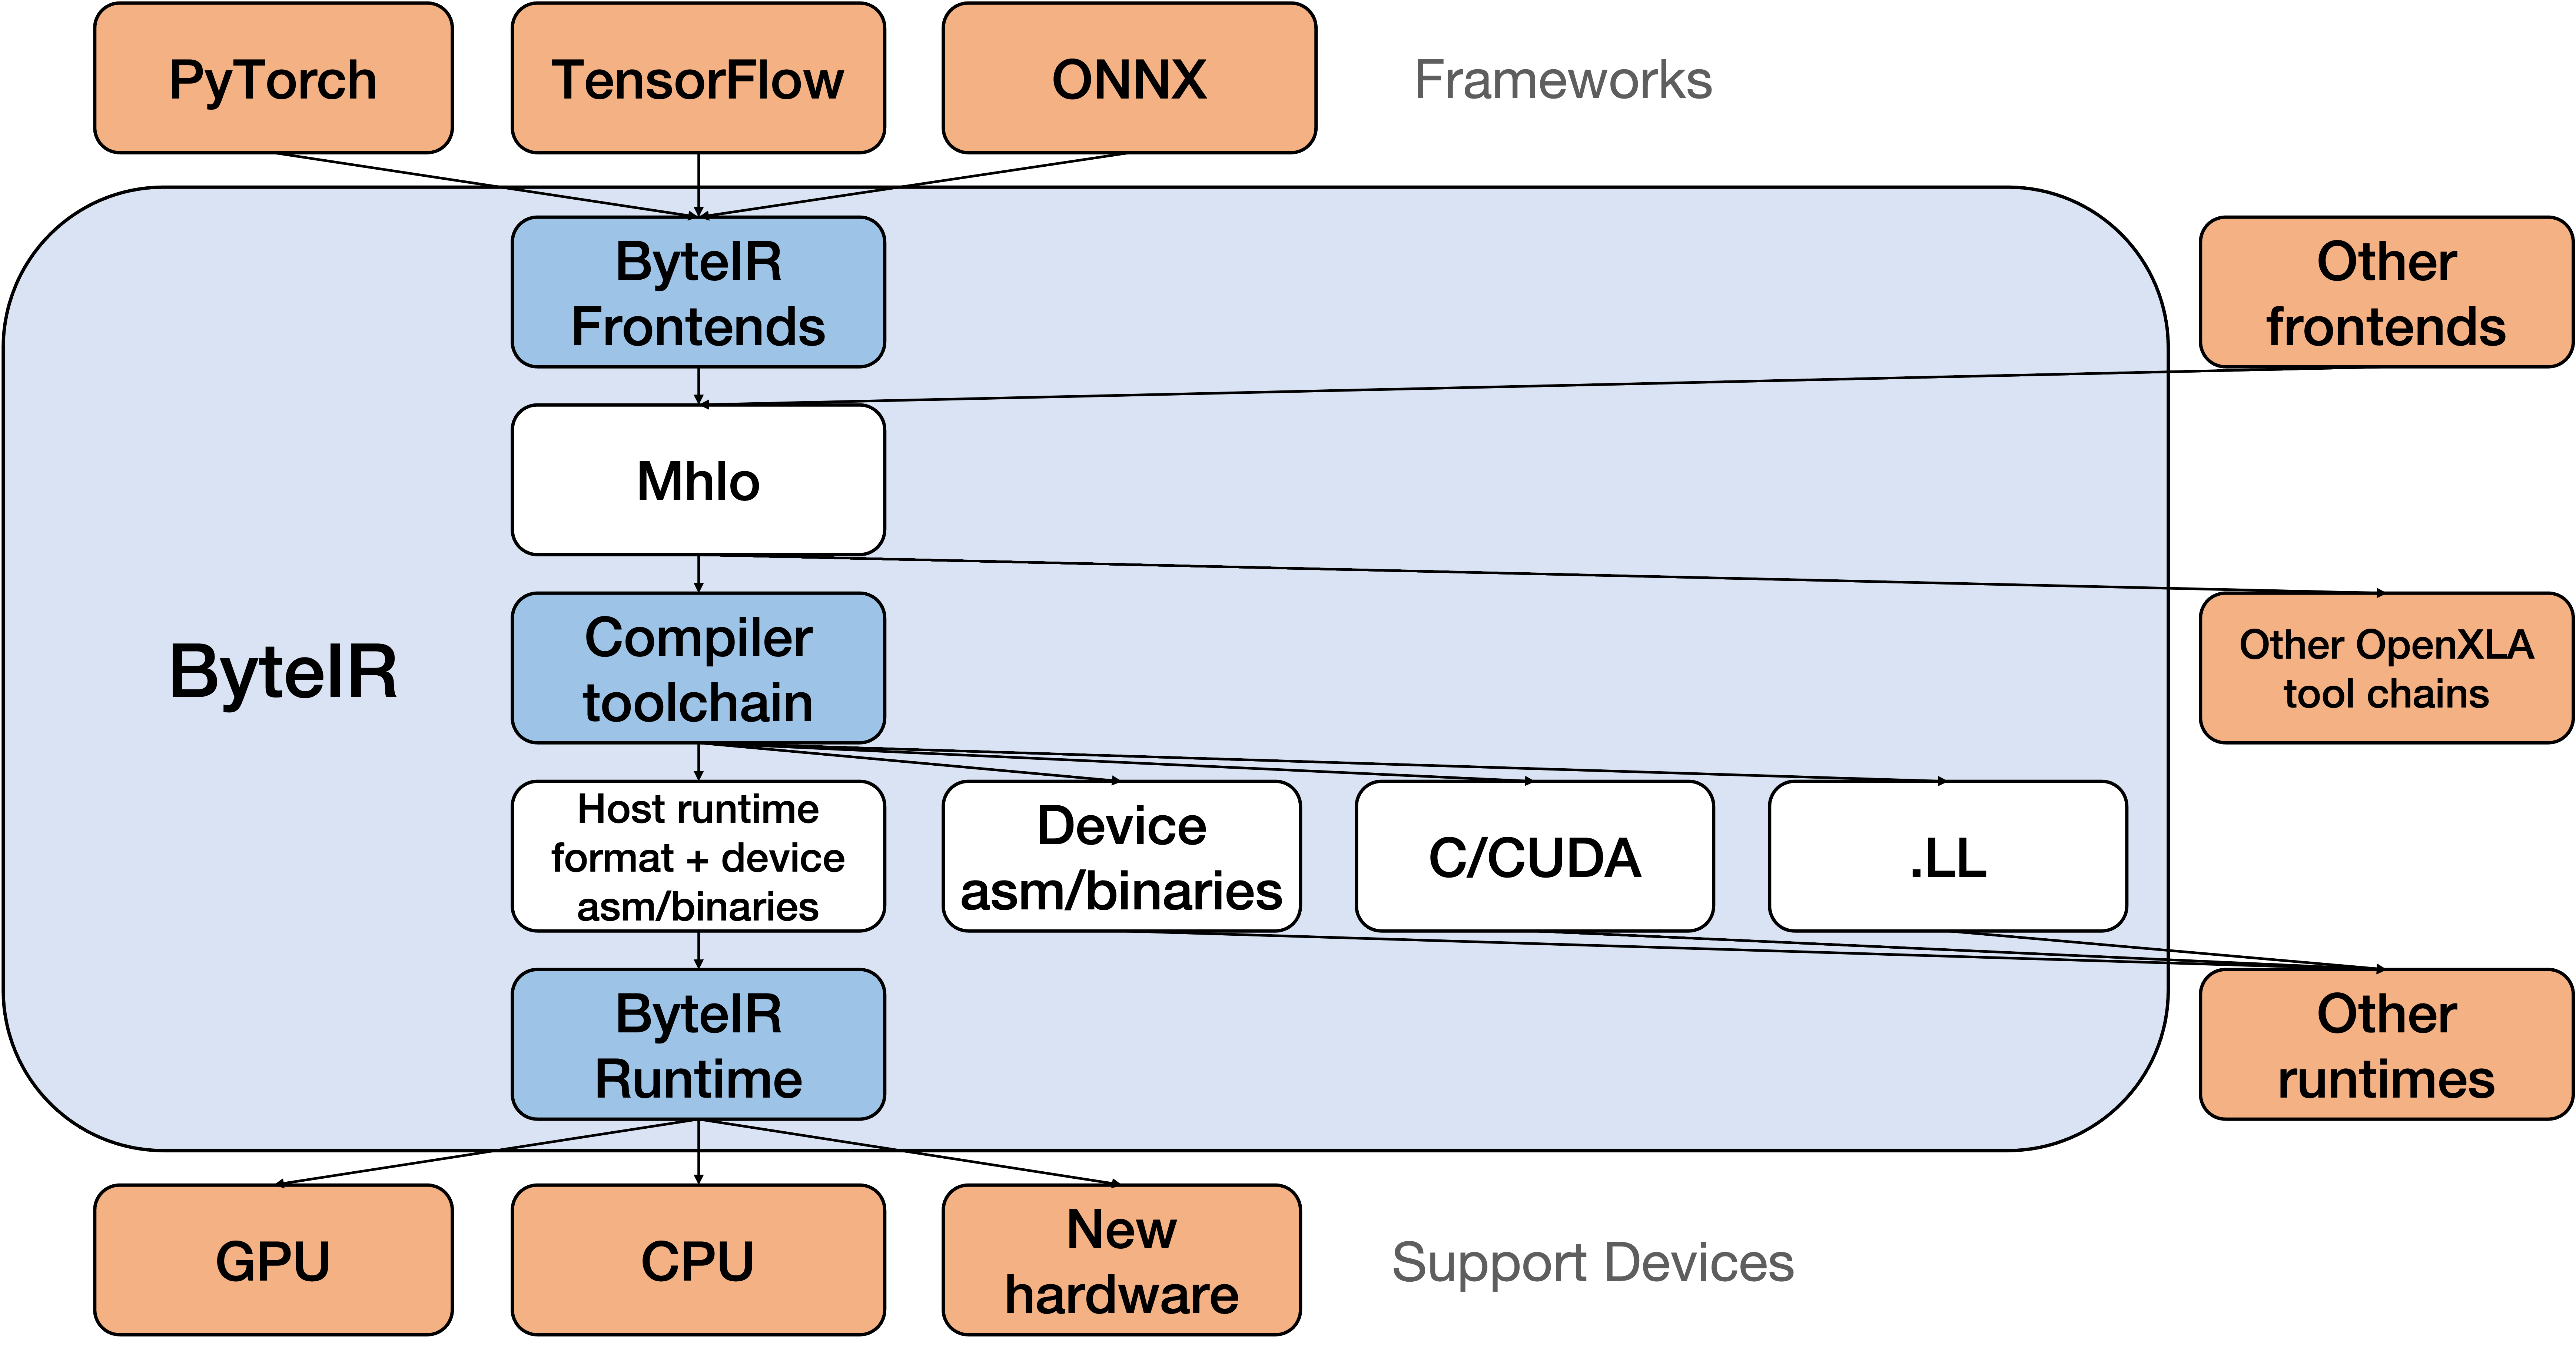 PyTorch
TensorFlow
ONNX
Frameworks
ByteIR
Frontends
Other
frontends
Mhlo
ByteIR
Compiler
toolchain
Other OpenXLA
tool chains
Host runtime
format + device
asm/binaries
Device
asm/binaries
C/CUDA
.LL
ByteIR
Runtime
Other
runtimes
GPU
CPU
New
hardware
Support Devices